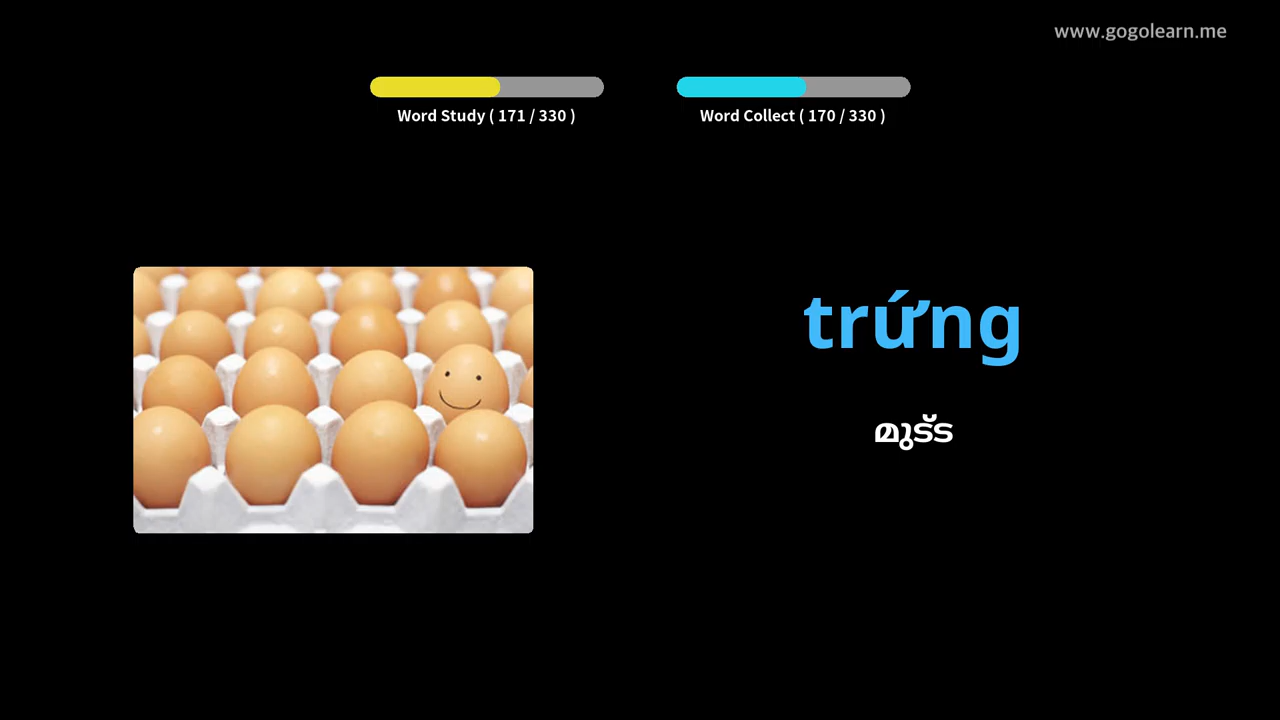 www.gogolearn.me
Word Study ( 171 / 330 )
Word Collect ( 170 / 330 )
trứng
മുട്ട